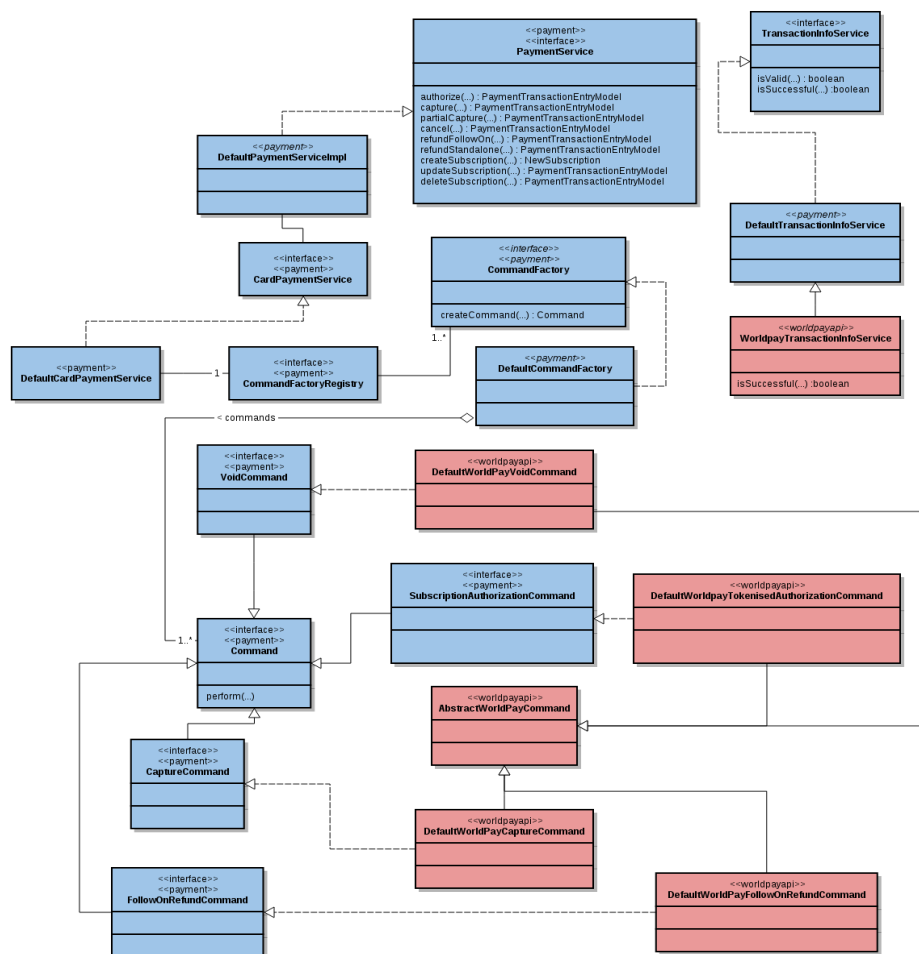 <<payment>>
<<interface>>
PaymentService
authorize(...) : PaymentTransactionEntryModel
capture(...) : PaymentTransactionEntryModel
partialCapture(...) : PaymentTransactionEntryModel
cancel(...) : PaymentTransactionEntryModel
refundFollowOn(...) : PaymentTransactionEntryModel
refundStandalone(...) : PaymentTransactionEntryModel
createSubscription(...) : NewSubscription
updateSubscription(...) : PaymentTransactionEntryModel
deleteSubscription(...) : PaymentTransactionEntryModel
<<interface>>
TransactionInfoService
isValid(...) : boolean
isSuccessful(...) :boolean
<<payment>>
DefaultPaymentServiceImpl
<<payment>>
DefaultTransactionInfoService
<<interface>>
<<payment>>
CardPaymentService
<<interface>>
<<payment>>
CommandFactory
createCommand(...) : Command
1..*
<<worldpayapi>>
WorldpayTransactionInfoService
isSuccessful(...) :boolean
<<payment>>
DefaultCardPaymentService
1
<<interface>>
<<payment>>
CommandFactoryRegistry
<<payment>>
DefaultCommandFactory
< commands
<<interface>>
<<payment>>
VoidCommand
<<worldpayapi>>
DefaultWorldPayVoidCommand
<<interface>>
<<payment>>
SubscriptionAuthorizationCommand
<<worldpayapi>>
DefaultWorldpayTokenisedAuthorizationCommand
1..*
<<interface>>
<<payment>>
Command
perform(...)
<<worldpayapi>>
AbstractWorldPayCommand
<<interface>>
<<payment>>
CaptureCommand
<<worldpayapi>>
DefaultWorldPayCaptureCommand
<<interface>>
<<payment>>
FollowOnRefundCommand
<<worldpayapi>>
DefaultWorldPayFollowOnRefundCommand